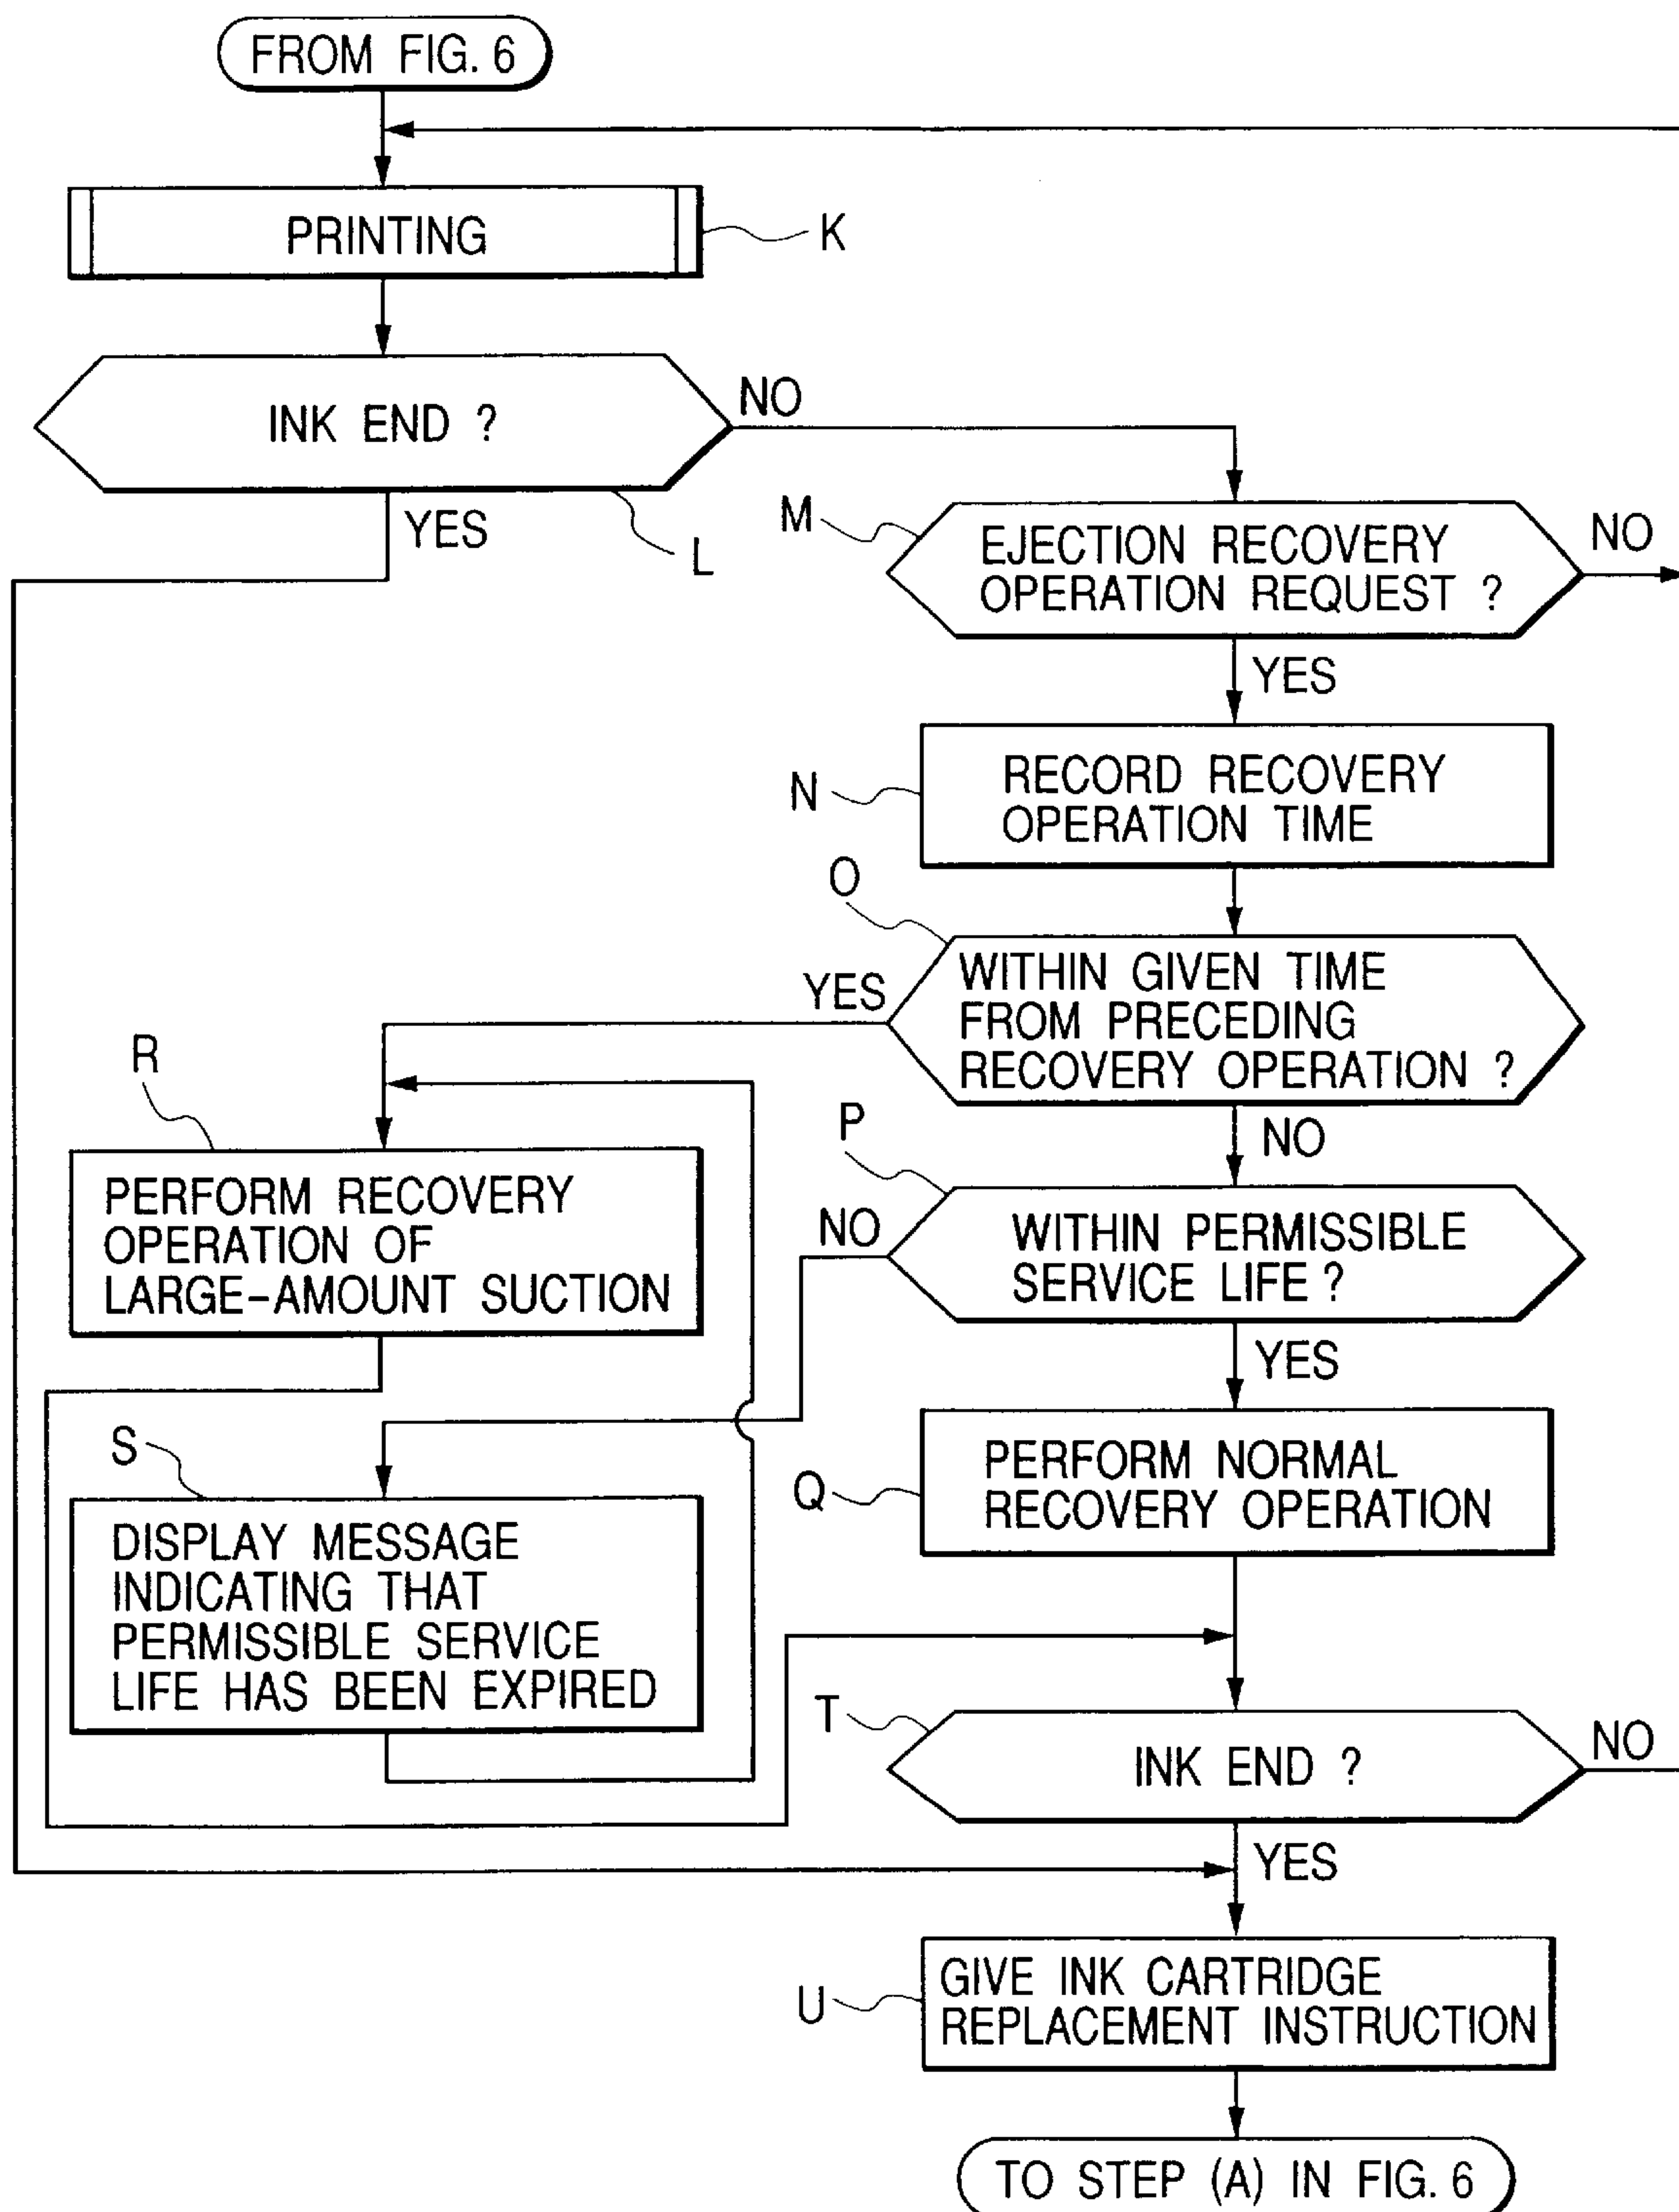 FROM FIG. 6
PRINTING
K
INK END ?
NO
YES
L
M
EJECTION RECOVERY
OPERATION REQUEST ?
NO
YES
N
RECORD RECOVERY
OPERATION TIME
O
WITHIN GIVEN TIME
FROM PRECEDING
RECOVERY OPERATION ?
YES
NO
R
PERFORM RECOVERY
OPERATION OF
LARGE-AMOUNT SUCTION
P
WITHIN PERMISSIBLE
SERVICE LIFE ?
NO
YES
S
DISPLAY MESSAGE
INDICATING THAT
PERMISSIBLE SERVICE
LIFE HAS BEEN EXPIRED
Q
PERFORM NORMAL
RECOVERY OPERATION
T
INK END ?
NO
YES
U
GIVE INK CARTRIDGE
REPLACEMENT INSTRUCTION
TO STEP (A) IN FIG. 6